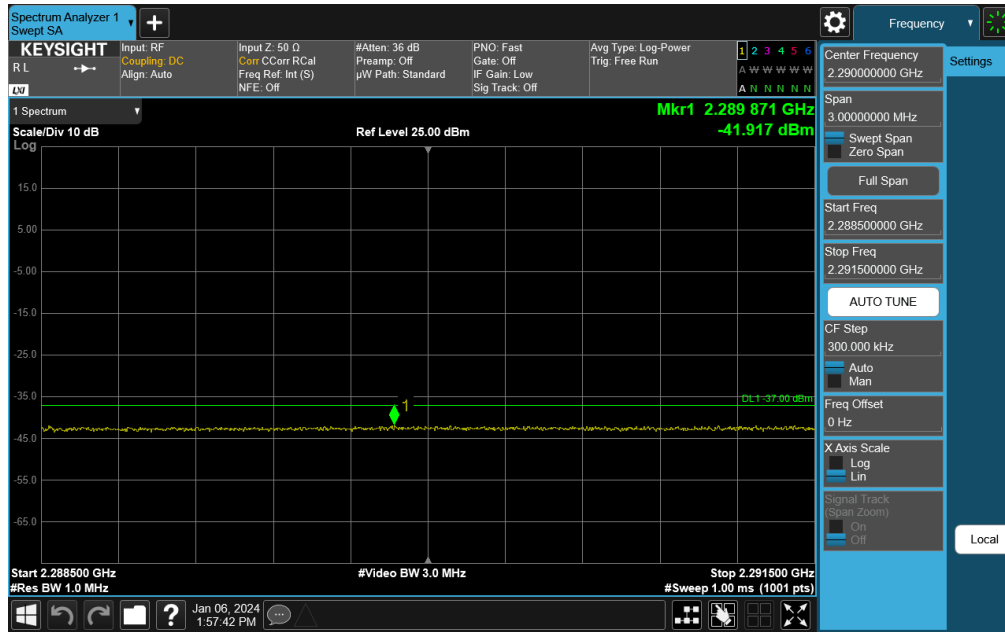 Spectrum Analyzer 1
Swept SA
Frequency
KEYSIGHT
R L
LXI
Input: RF
Coupling: DC
Align: Auto
Input Z: 50 Ω
Corr CCorr RCal
Freq Ref: Int (S)
NFE: Off
#Atten: 36 dB
Preamp: Off
µW Path: Standard
PNO: Fast
Gate: Off
IF Gain: Low
Sig Track: Off
Avg Type: Log-Power
Trig: Free Run
1 2 3 4 5 6
A W W W W W
A N N N N N
1 Spectrum
Scale/Div 10 dB
Log
Ref Level 25.00 dBm
Mkr1 2.289 871 GHz
-41.917 dBm
15.0
5.00
-5.00
-15.0
-25.0
-35.0
-45.0
-55.0
-65.0
1
DL1 -37.00 dBm
Start 2.288500 GHz
#Res BW 1.0 MHz
#Video BW 3.0 MHz
Stop 2.291500 GHz
#Sweep 1.00 ms (1001 pts)
Jan 06, 2024
1:57:42 PM
Center Frequency
2.290000000 GHz
Span
3.00000000 MHz
Swept Span
Zero Span
Full Span
Start Freq
2.288500000 GHz
Stop Freq
2.291500000 GHz
AUTO TUNE
CF Step
300.000 kHz
Auto
Man
Freq Offset
0 Hz
X Axis Scale
Log
Lin
Signal Track
(Span Zoom)
On
Off
Settings
Local